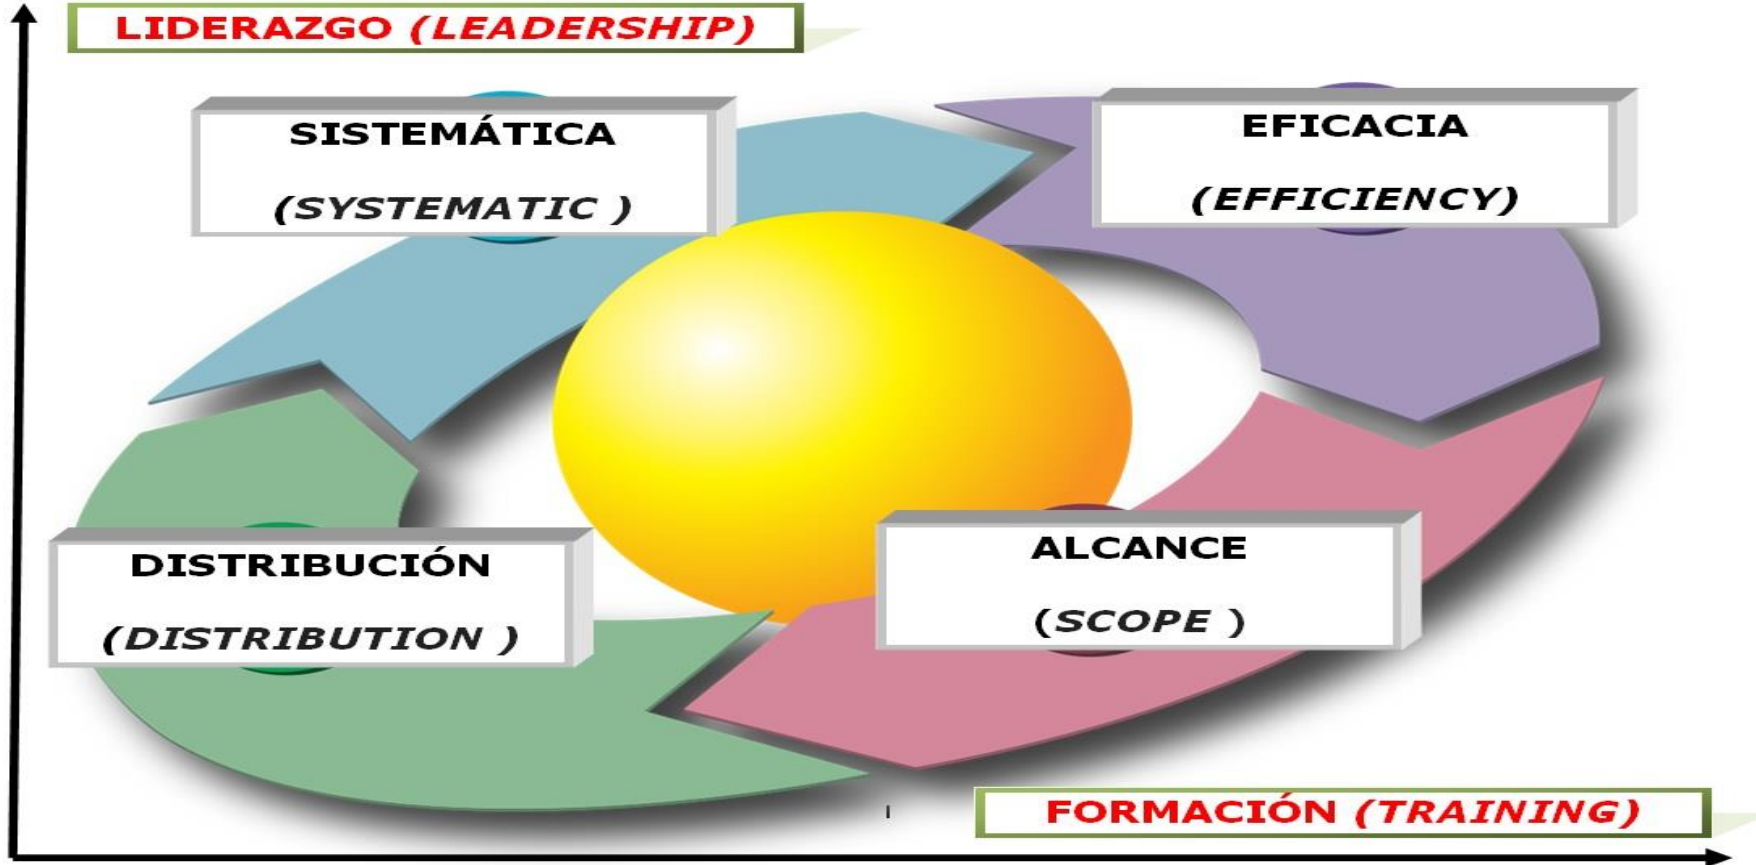 LIDERAZGO (LEADERSHIP)
SISTEMÁTICA
(SYSTEMATIC )
EFICACIA
(EFFICIENCY)
DISTRIBUCIÓN
(DISTRIBUTION )
ALCANCE
(SCOPE )
FORMACIÓN (TRAINING)